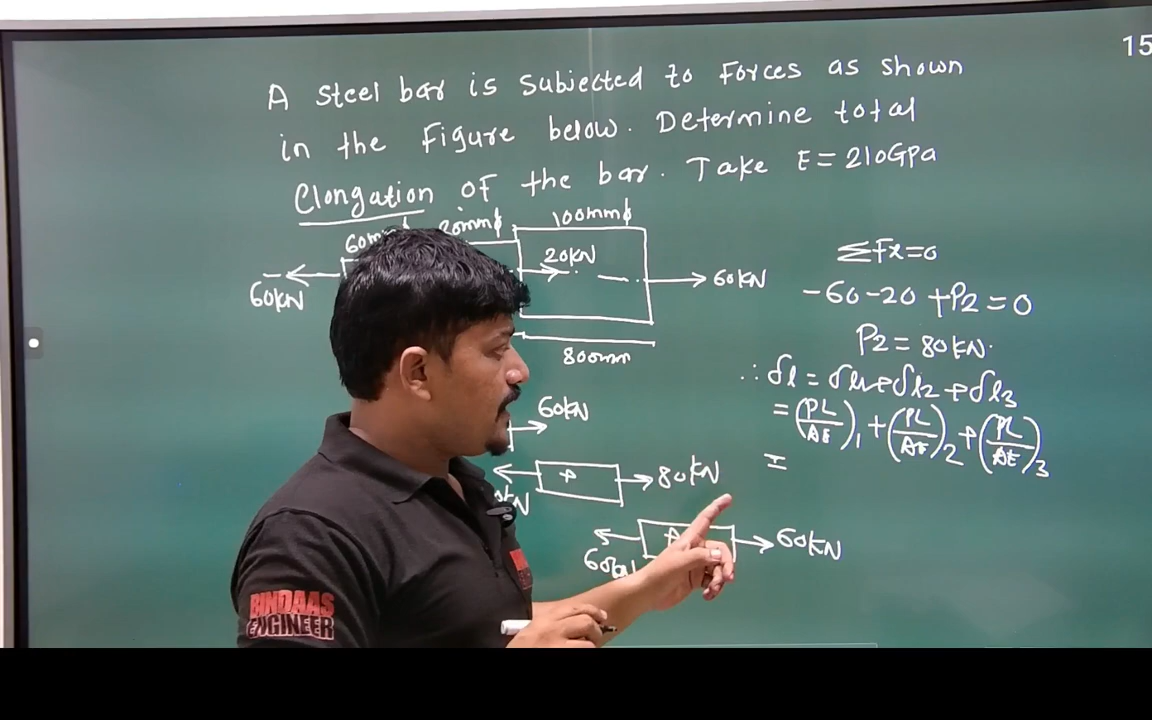 15
A steel bar is subjected to Forces as shown
in the Figure below. Determine total
Elongation of the bar. Take E=210GPa
20mmφ 100mmφ
20KN
60KN
60KN
800mm
ΣFx=0
-60-20+P2=0
P2=80KN.
∴ δl = δl1+δl2+δl3
=(PL/AE)1+(PL/AE)2+(PL/AE)3
=
60KN
P
80KN
60KN
60KN
BINDAAS
ENGINEER